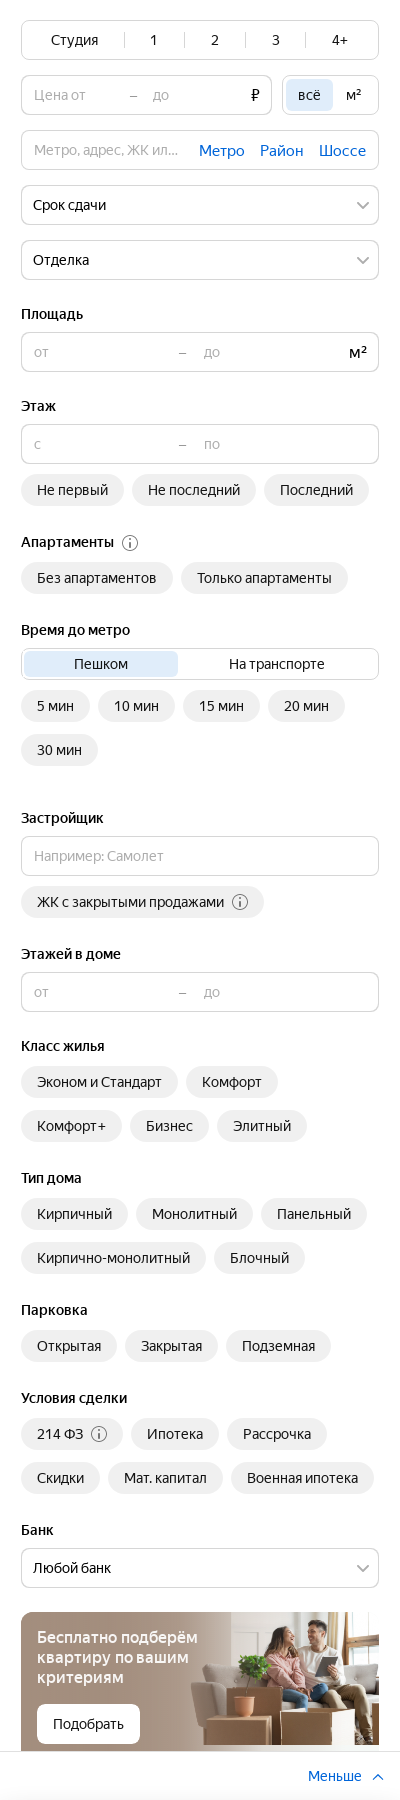 Студия 1 2 3 4+
Цена от – до ₽ всё м²
Метро, адрес, ЖК ил... Метро Район Шоссе
Срок сдачи
Отделка
Площадь
от – до м²
Этаж
с – по
Не первый Не последний Последний
Апартаменты
Без апартаментов Только апартаменты
Время до метро
Пешком На транспорте
5 мин 10 мин 15 мин 20 мин
30 мин
Застройщик
Например: Самолет
ЖК с закрытыми продажами
Этажей в доме
от – до
Класс жилья
Эконом и Стандарт Комфорт
Комфорт+ Бизнес Элитный
Тип дома
Кирпичный Монолитный Панельный
Кирпично-монолитный Блочный
Парковка
Открытая Закрытая Подземная
Условия сделки
214 ФЗ Ипотека Рассрочка
Скидки Мат. капитал Военная ипотека
Банк
Любой банк
Бесплатно подберём
квартиру по вашим
критериям
Подобрать
Меньше